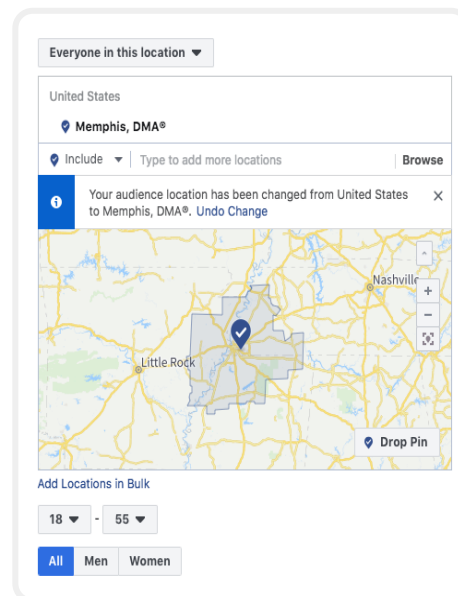 Everyone in this location
United States
Memphis, DMA®
Include
Type to add more locations
Browse
Your audience location has been changed from United States
to Memphis, DMA®. Undo Change
Nashville
Little Rock
Drop Pin
Add Locations in Bulk
18 - 55
All Men Women